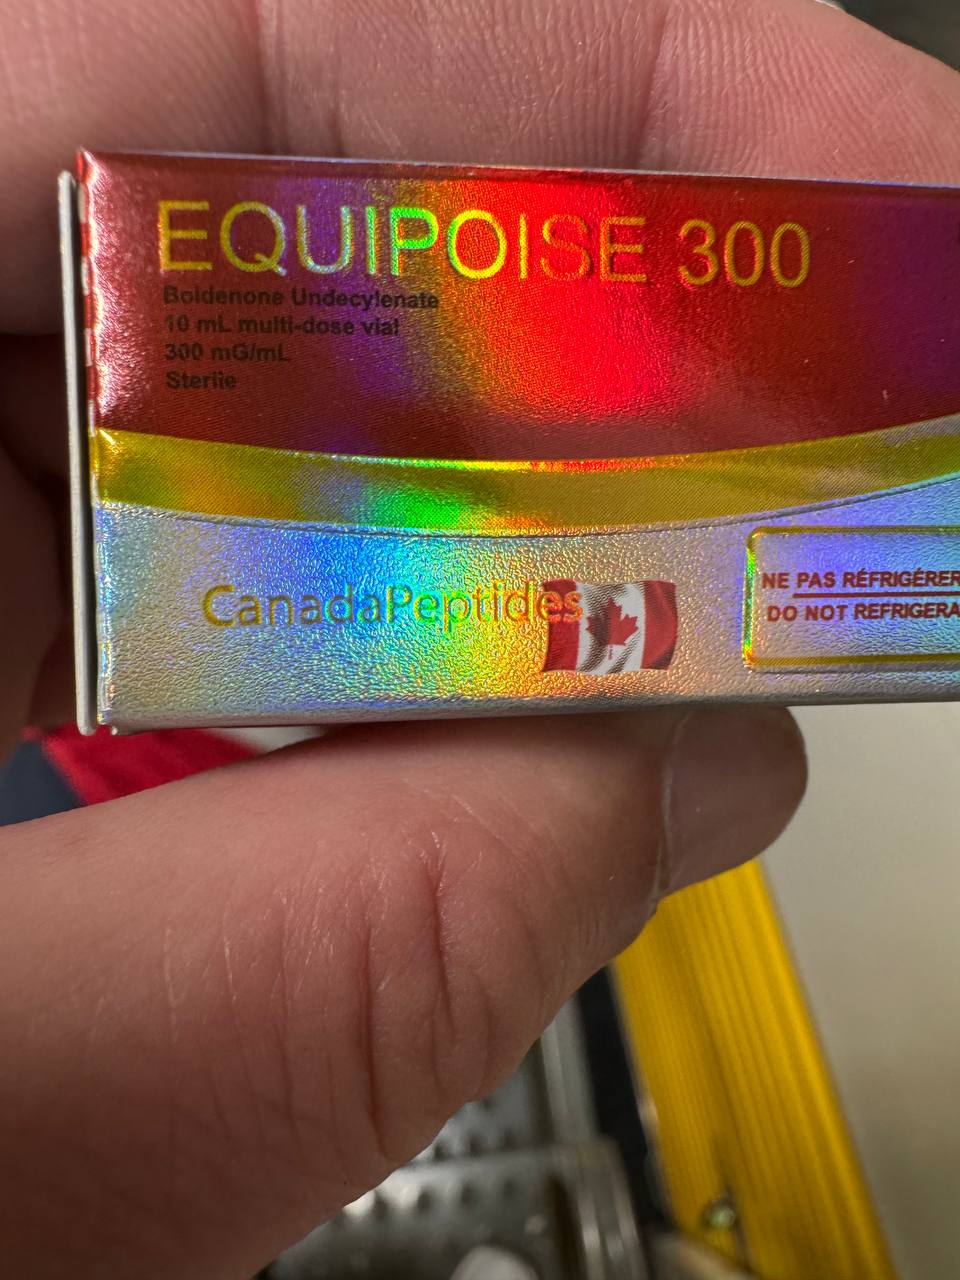 EQUIPOISE 300
Boldenone Undecylenate
10 mL multi-dose vial
300 mG/mL
Sterile
CanadaPeptides
NE PAS RÉFRIGÉRER
DO NOT REFRIGERA